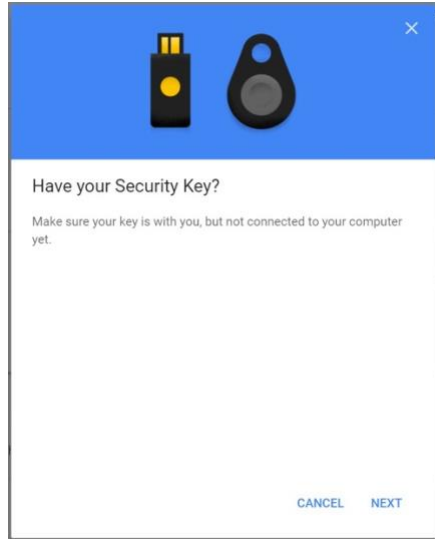 Have your Security Key?
Make sure your key is with you, but not connected to your computer
yet.
CANCEL NEXT